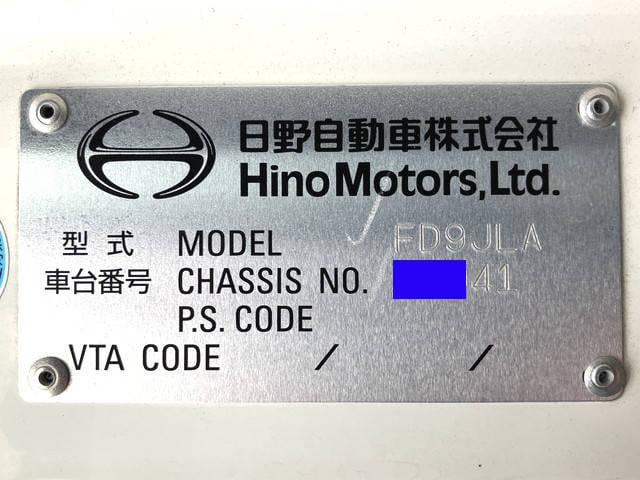 日野自動車株式会社
Hino Motors, Ltd.
型式 MODEL FD9JLA
車台番号 CHASSIS NO. 41
P.S. CODE
VTA CODE / /